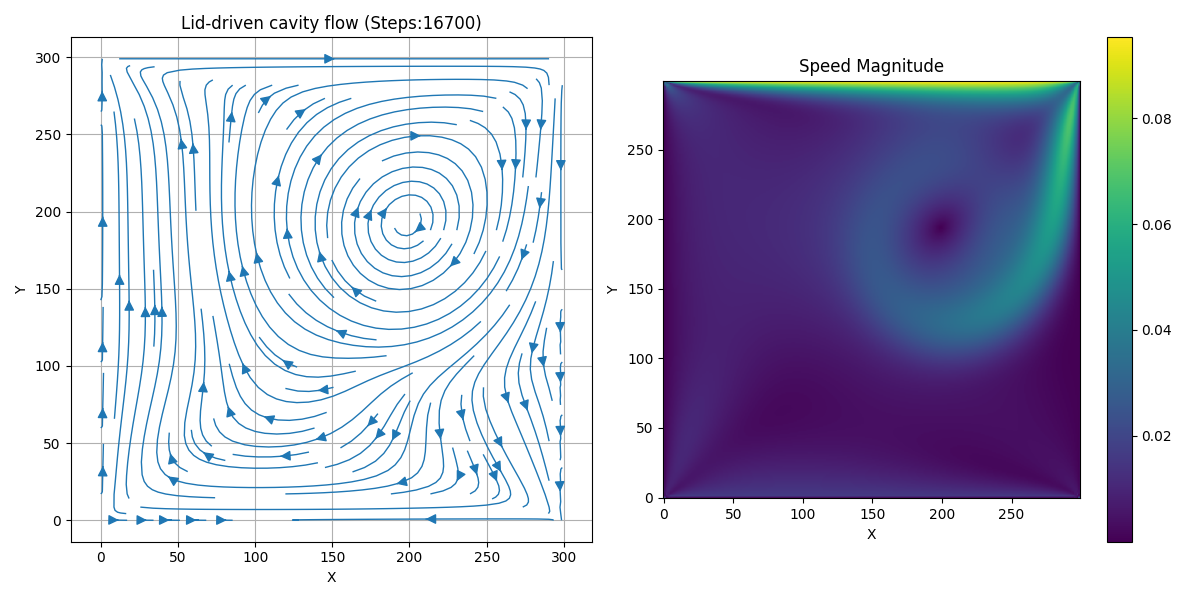 Lid-driven cavity flow (Steps:16700)
300
250
200
150
100
50
0
Y
0 50 100 150 200 250 300
X
Speed Magnitude
250
200
150
100
50
0
Y
0 50 100 150 200 250
X
0.08
0.06
0.04
0.02